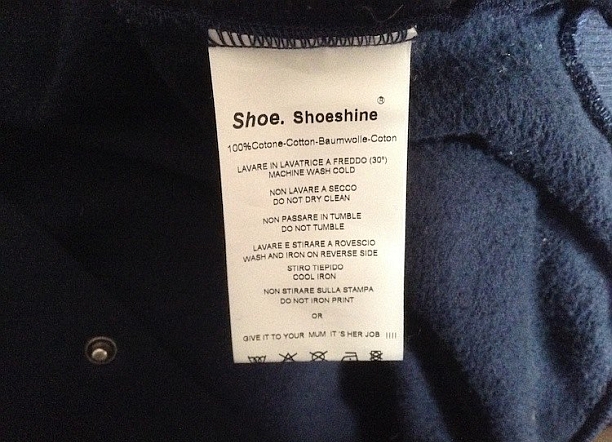 Shoe. Shoeshine®
100%Cotone-Cotton-Baumwolle-Coton
LAVARE IN LAVATRICE A FREDDO (30°)
MACHINE WASH COLD
NON LAVARE A SECCO
DO NOT DRY CLEAN
NON PASSARE IN TUMBLE
DO NOT TUMBLE
LAVARE E STIRARE A ROVESCIO
WASH AND IRON ON REVERSE SIDE
STIRO TIEPIDO
COOL IRON
NON STIRARE SULLA STAMPA
DO NOT IRON PRINT
OR
GIVE IT TO YOUR MUM IT'S HER JOB !!!!